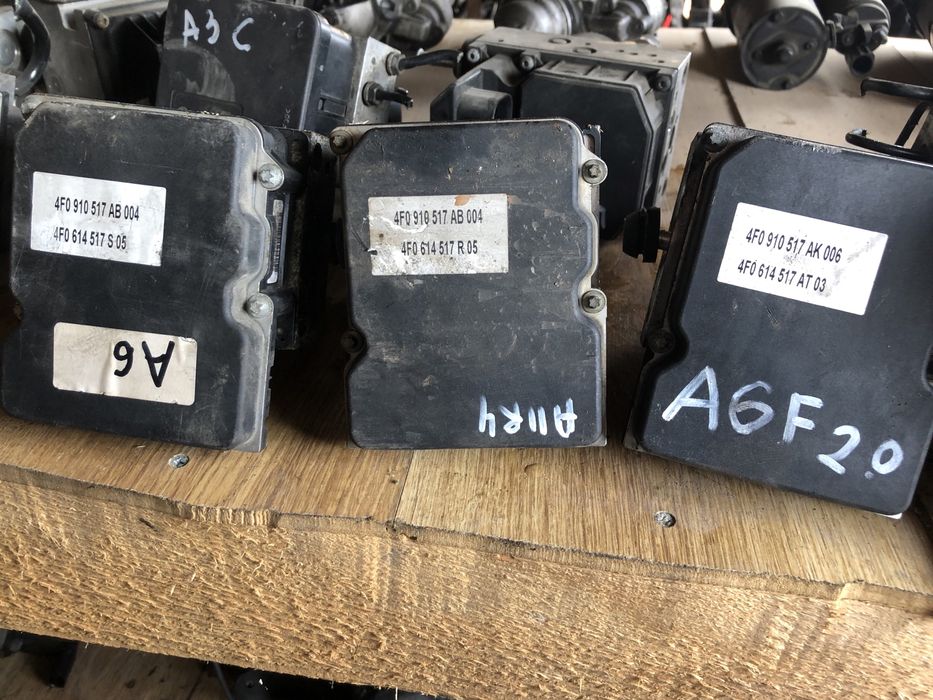 A3 C
4F0 910 517 AB 004
4F0 614 517 S 05
A6
4F0 910 517 AB 004
4F0 614 517 R 05
4F0 910 517 AK 006
4F0 614 517 AT 03
A6F 2.0